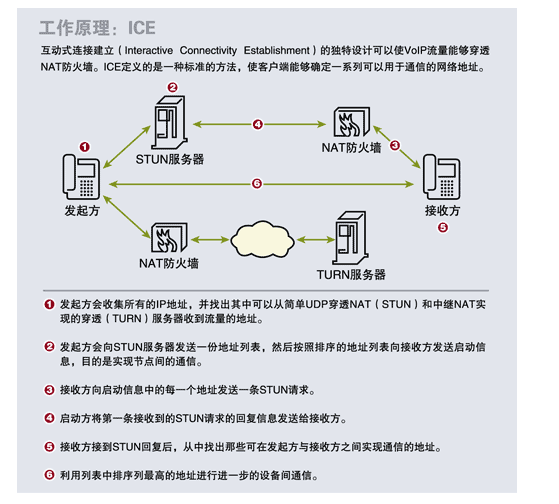 工作原理：ICE
互动式连接建立（Interactive Connectivity Establishment）的独特设计可以使VoIP流量能够穿透
NAT防火墙。ICE定义的是一种标准的方法，使客户端能够确定一系列可以用于通信的网络地址。
2
1
STUN服务器
4
NAT防火墙
3
发起方
6
接收方
5
NAT防火墙
TURN服务器
1 发起方会收集所有的IP地址，并找出其中可以从简单UDP穿透NAT（STUN）和中继NAT实
现的穿透（TURN）服务器收到流量的地址。
2 发起方会向STUN服务器发送一份地址列表，然后按照排序的地址列表向接收方发送启动信
息，目的是实现节点间的通信。
3 接收方向启动信息中的每一个地址发送一条STUN请求。
4 启动方将第一条接收到的STUN请求的回复信息发送给接收方。
5 接收方接到STUN回复后，从中找出那些可在发起方与接收方之间实现通信的地址。
6 利用列表中排序列最高的地址进行进一步的设备间通信。